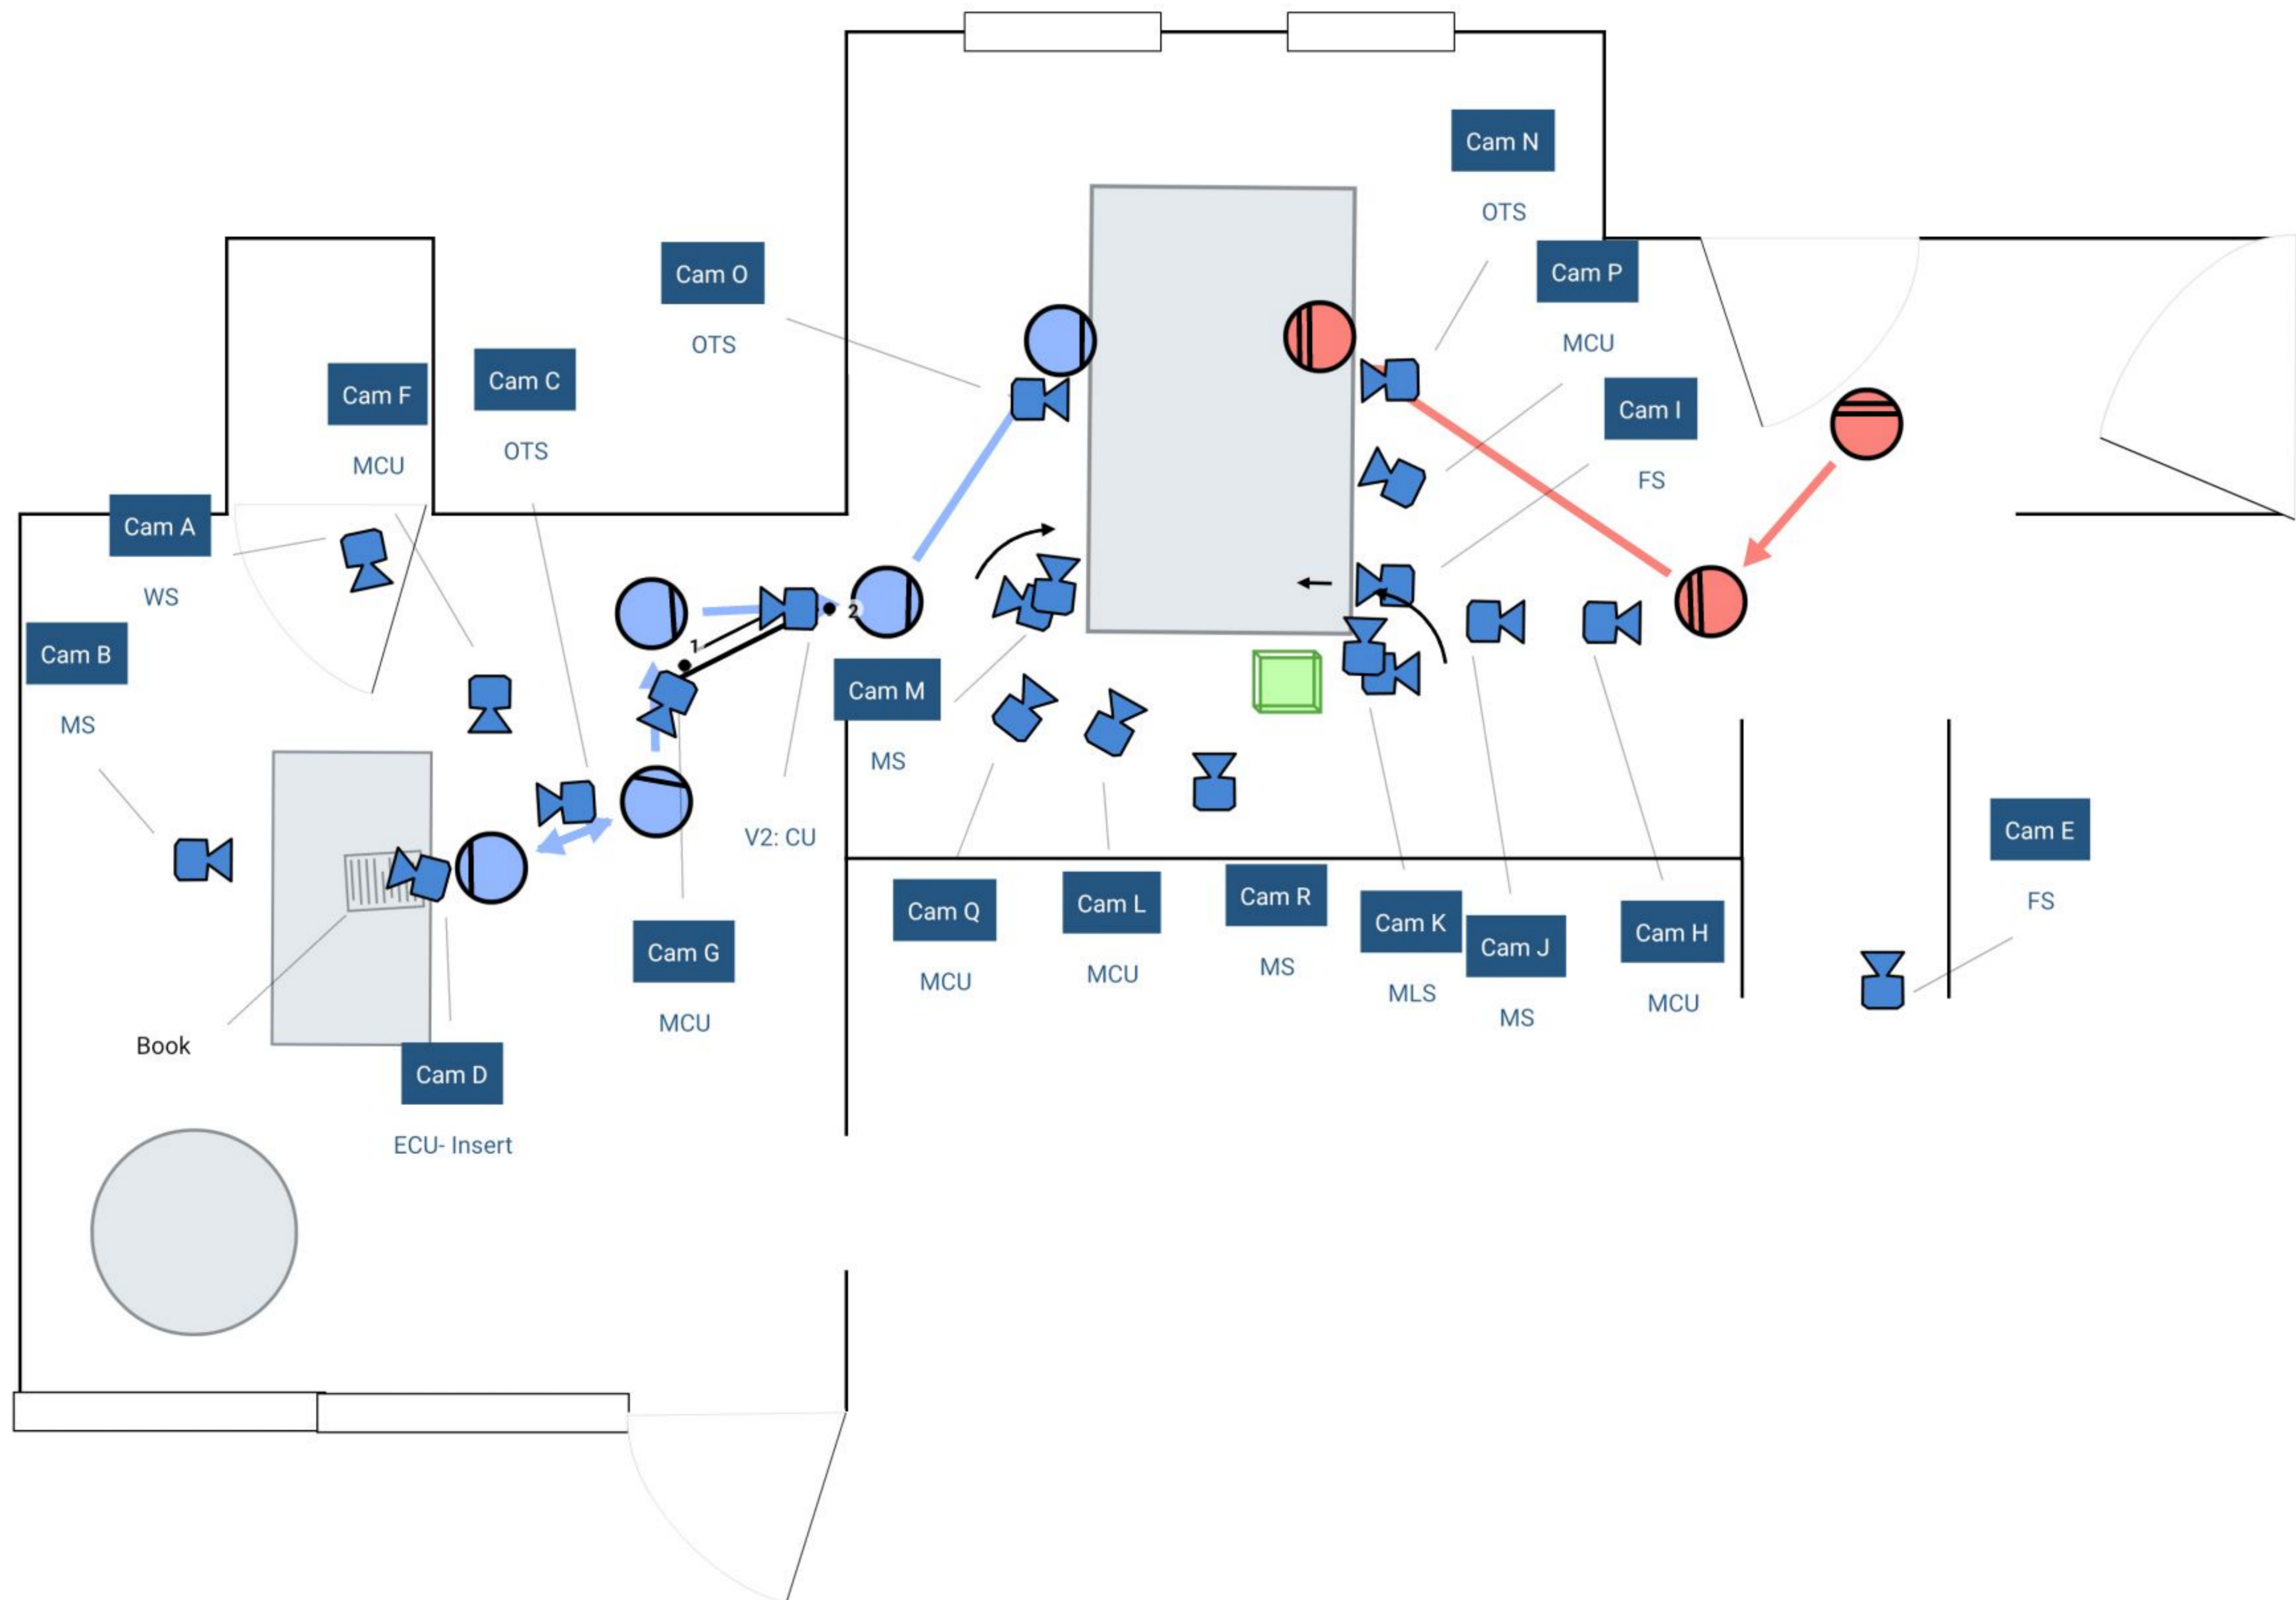 Cam N
OTS
Cam O
OTS
Cam P
MCU
Cam F
MCU
Cam C
OTS
Cam I
FS
Cam A
WS
Cam B
MS
1
2
Cam M
MS
V2: CU
Cam E
FS
Cam Q
MCU
Cam L
MCU
Cam R
MS
Cam K
MLS
Cam J
MS
Cam H
MCU
Cam G
MCU
Book
Cam D
ECU- Insert